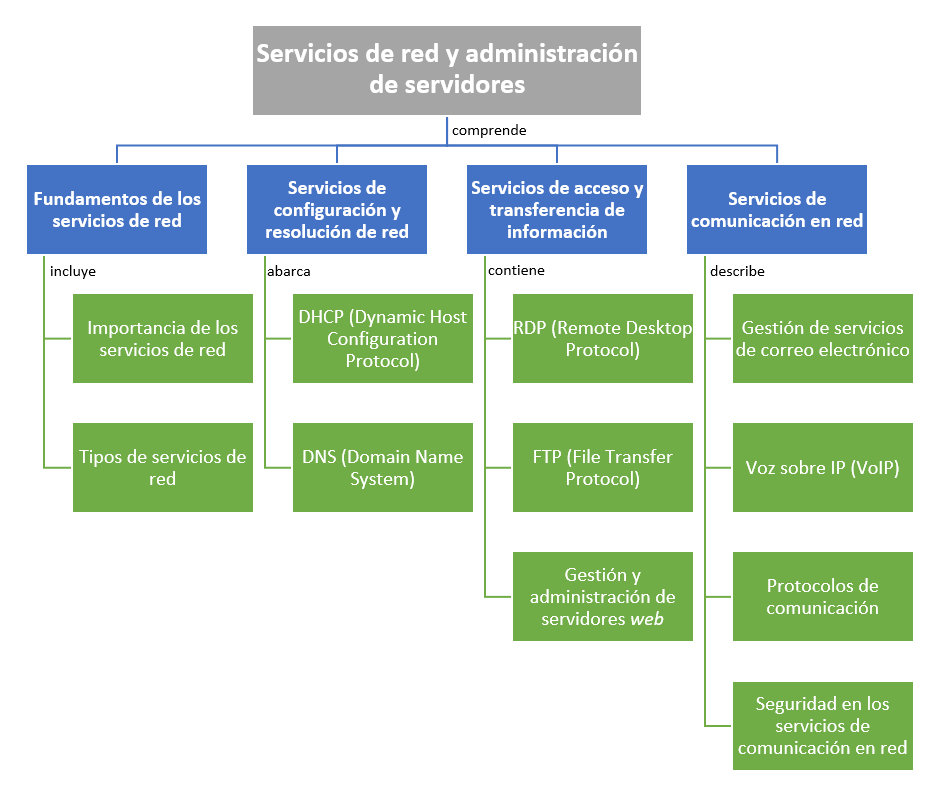 Servicios de red y administración
de servidores
comprende
Fundamentos de los
servicios de red
Servicios de
configuración y
resolución de red
Servicios de acceso y
transferencia de
información
Servicios de
comunicación en red
incluye
abarca
contiene
describe
Importancia de los
servicios de red
DHCP (Dynamic Host
Configuration
Protocol)
RDP (Remote Desktop
Protocol)
Gestión de servicios
de correo electrónico
Tipos de servicios de
red
DNS (Domain Name
System)
FTP (File Transfer
Protocol)
Voz sobre IP (VoIP)
Gestión y
administración de
servidores web
Protocolos de
comunicación
Seguridad en los
servicios de
comunicación en red